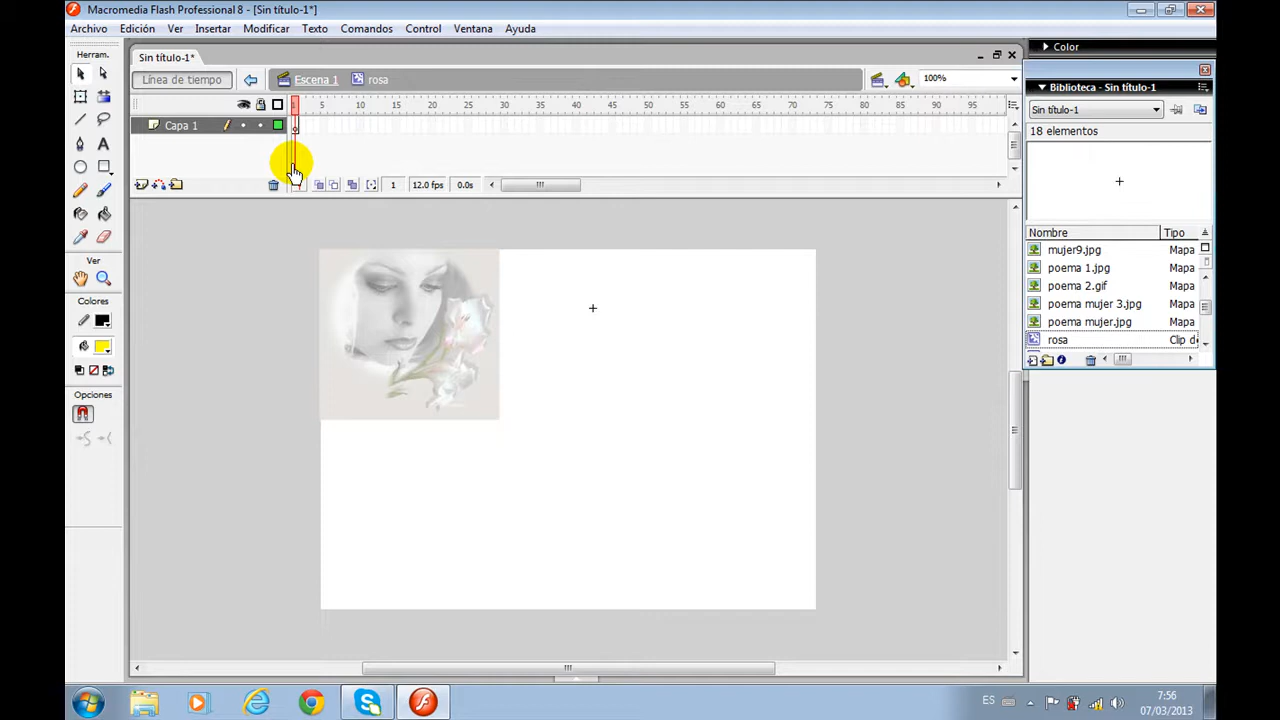 Macromedia Flash Professional 8 - [Sin título-1*]
Archivo Edición Ver Insertar Modificar Texto Comandos Control Ventana Ayuda
Herram.
Sin título-1*
Color
Línea de tiempo Escena 1 rosa 100%
Biblioteca - Sin título-1
1 5 10 15 20 25 30 35 40 45 50 55 60 65 70 75 80 85 90 95
Sin título-1
Capa 1
18 elementos
1 12.0 fps 0.0s
Nombre Tipo
mujer9.jpg Mapa
poema 1.jpg Mapa
poema 2.gif Mapa
poema mujer 3.jpg Mapa
poema mujer.jpg Mapa
rosa Clip d
Ver
Colores
Opciones
ES 7:56
07/03/2013